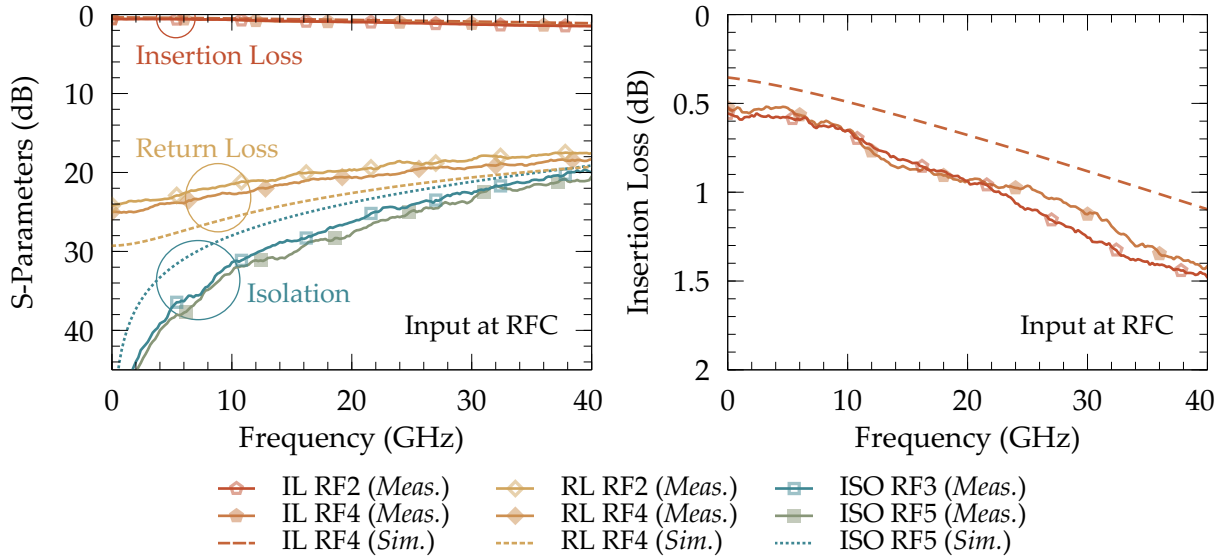 0
10
20
30
40
S-Parameters (dB)
Insertion Loss
Return Loss
Isolation
Input at RFC
0 10 20 30 40
Frequency (GHz)
0
0.5
1
1.5
2
Insertion Loss (dB)
Input at RFC
0 10 20 30 40
Frequency (GHz)
IL RF2 (Meas.) RL RF2 (Meas.) ISO RF3 (Meas.)
IL RF4 (Meas.) RL RF4 (Meas.) ISO RF5 (Meas.)
IL RF4 (Sim.) RL RF4 (Sim.) ISO RF5 (Sim.)